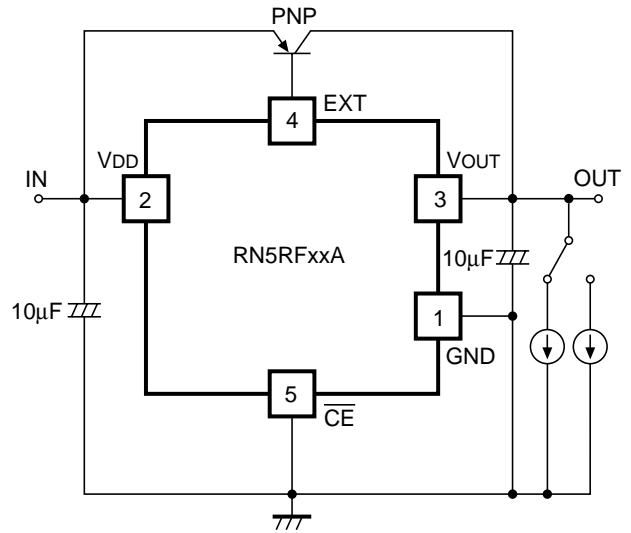 PNP
4
EXT
VDD
VOUT
IN
2
3
OUT
RN5RFxxA
10μF
10μF
1
GND
5
CE